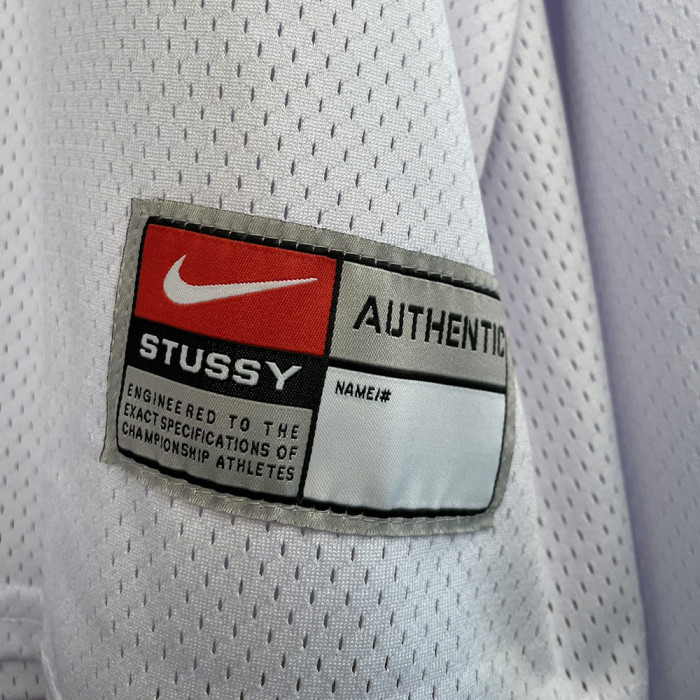 STUSSY
ENGINEERED TO THE
EXACT SPECIFICATIONS OF
CHAMPIONSHIP ATHLETES
AUTHENTIC
NAME/#